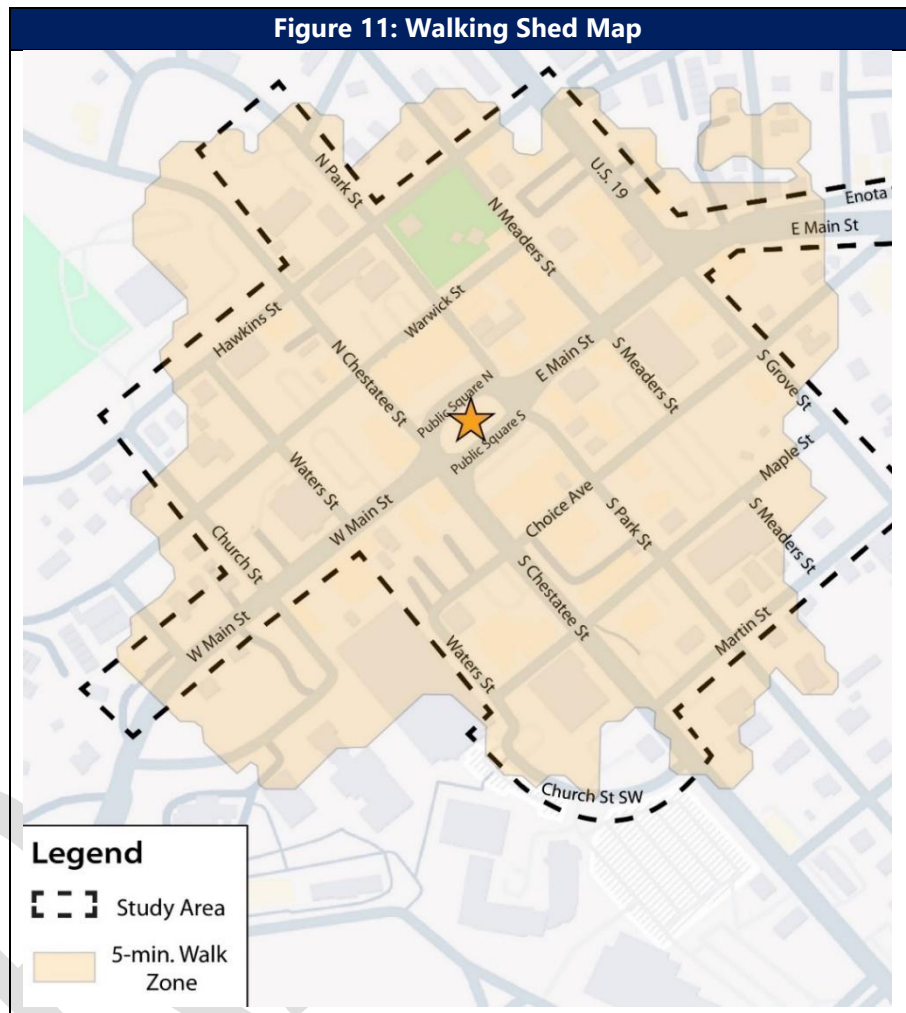 Figure 11: Walking Shed Map
N Park St
U.S. 19
Enota
E Main St
N Meaders St
Hawkins St
Warwick St
N Chestatee St
E Main St
S Meaders St
S Grove St
Public Square N
Public Square S
Waters St
W Main St
Choice Ave
Maple St
S Park St
S Meaders St
Church St
S Chestatee St
W Main St
Waters St
Martin St
Church St SW
Legend
Study Area
5-min. Walk
Zone